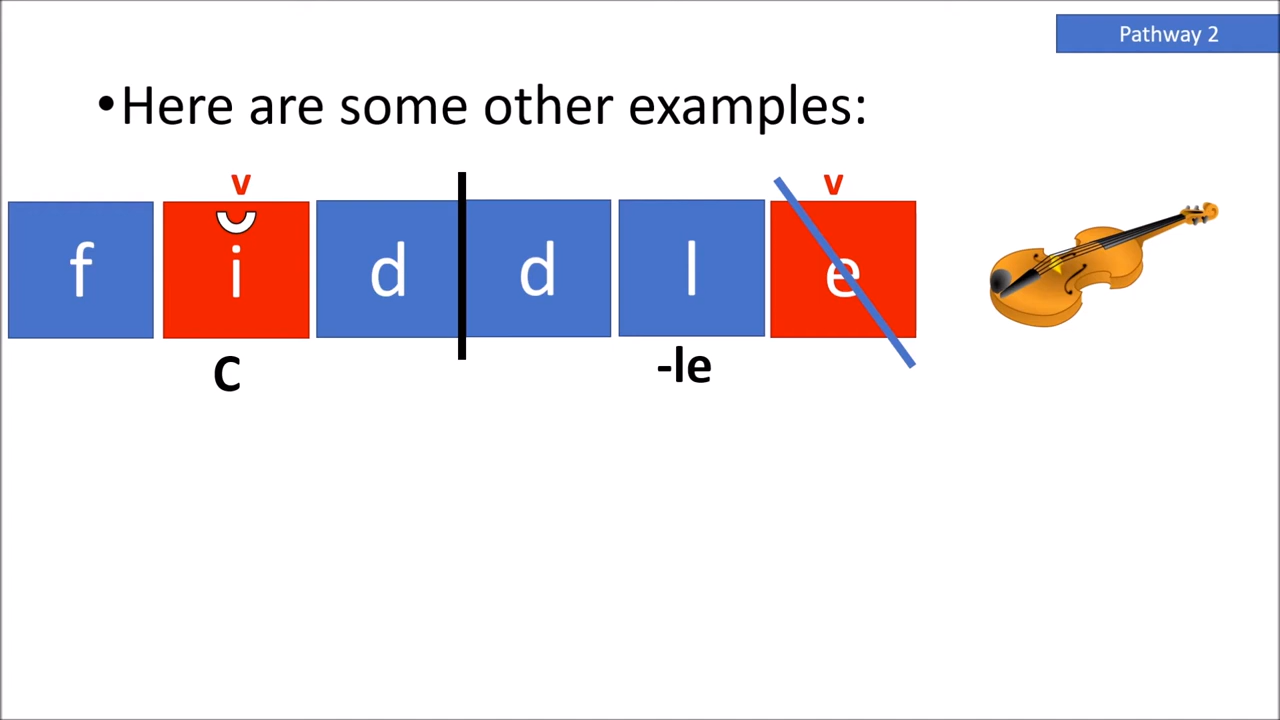 Pathway 2
•Here are some other examples:
v v
f i d d l e
C -le